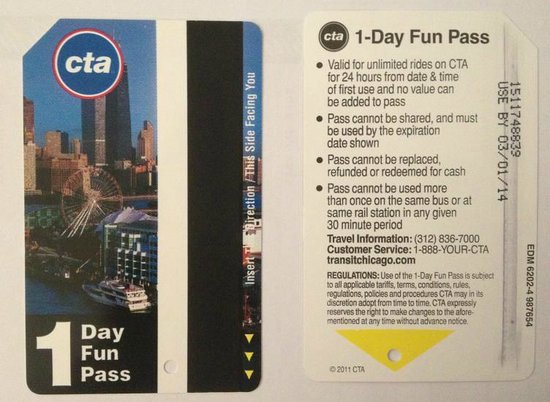 cta
Insert This Direction / This Side Facing You
1 Day
Fun
Pass
cta 1-Day Fun Pass
• Valid for unlimited rides on CTA
for 24 hours from date & time
of first use and no value can
be added to pass
• Pass cannot be shared, and must
be used by the expiration
date shown
• Pass cannot be replaced,
refunded or redeemed for cash
• Pass cannot be used more
than once on the same bus or at
same rail station in any given
30 minute period
Travel Information: (312) 836-7000
Customer Service: 1-888-YOUR-CTA
transitchicago.com
REGULATIONS: Use of the 1-Day Fun Pass is subject
to all applicable tariffs, terms, conditions, rules,
regulations, policies and procedures CTA may in its
discretion adopt from time to time. CTA expressly
reserves the right to make changes to the afore-
mentioned at any time without advance notice.
© 2011 CTA
1511748839
USE BY 03/01/14
EDM 6202-4 987654